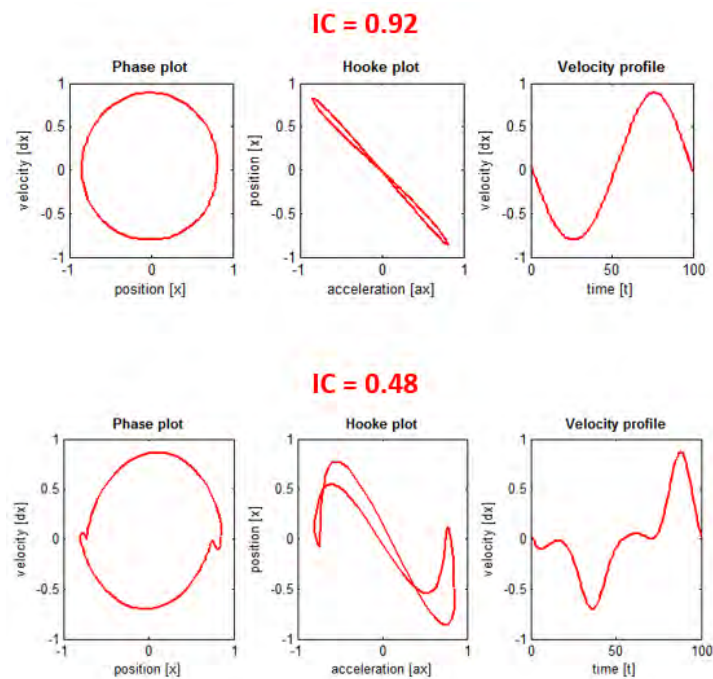 IC = 0.92
Phase plot
Hooke plot
Velocity profile
velocity [dx]
1
0.5
0
-0.5
-1
-1
0
1
position [x]
position [x]
1
0.5
0
-0.5
-1
-1
0
1
acceleration [ax]
velocity [dx]
1
0.5
0
-0.5
-1
0
50
100
time [t]
IC = 0.48
Phase plot
Hooke plot
Velocity profile
velocity [dx]
1
0.5
0
-0.5
-1
-1
0
1
position [x]
position [x]
1
0.5
0
-0.5
-1
-1
0
1
acceleration [ax]
velocity [dx]
1
0.5
0
-0.5
-1
0
50
100
time [t]